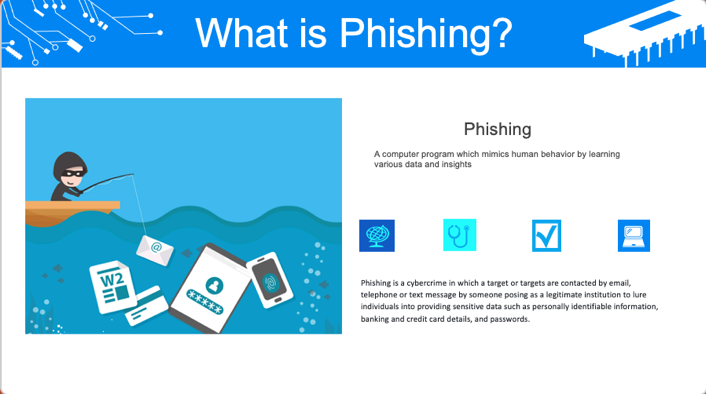 What is Phishing?
Phishing
A computer program which mimics human behavior by learning
various data and insights
@
W2
*****
Phishing is a cybercrime in which a target or targets are contacted by email,
telephone or text message by someone posing as a legitimate institution to lure
individuals into providing sensitive data such as personally identifiable information,
banking and credit card details, and passwords.